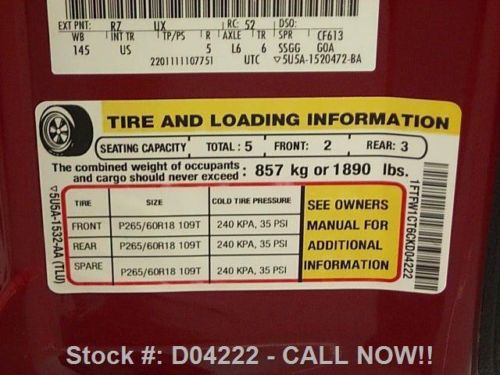 EXT PNT: R7 UX RC: 52 DSO:
WB INT TR TP/PS R AXLE TR SPR CF613
145 US 5 L6 6 SSGG G0A
2201111107751 UTC ▽5U5A-1520472-BA
TIRE AND LOADING INFORMATION
SEATING CAPACITY TOTAL : 5 FRONT: 2 REAR: 3
The combined weight of occupants
and cargo should never exceed : 857 kg or 1890 lbs.
TIRE SIZE COLD TIRE PRESSURE
FRONT P265/60R18 109T 240 KPA, 35 PSI
REAR P265/60R18 109T 240 KPA, 35 PSI
SPARE P265/60R18 109T 240 KPA, 35 PSI
SEE OWNERS
MANUAL FOR
ADDITIONAL
INFORMATION
▽5U5A-1532-AA (TLU)
1FTFW1CT6CKD04222
Stock #: D04222 - CALL NOW!!